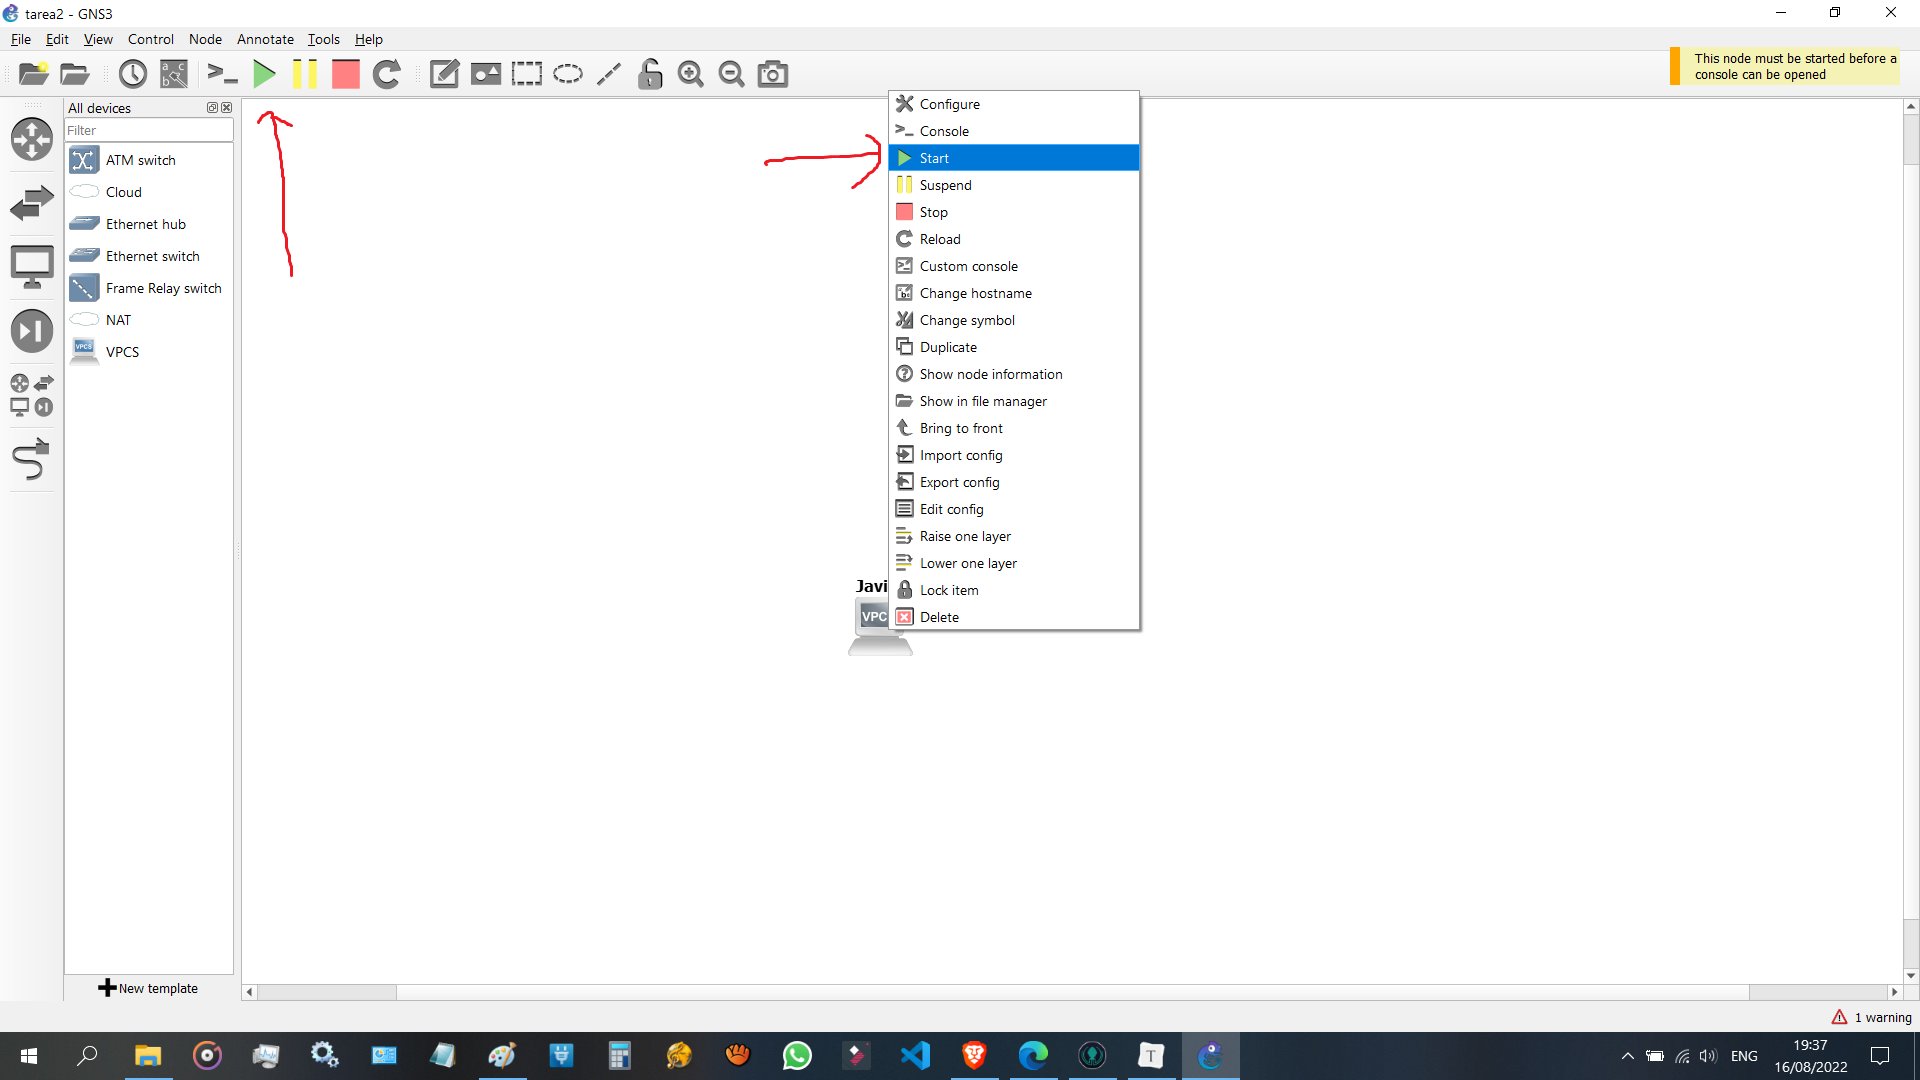 tarea2 - GNS3
File Edit View Control Node Annotate Tools Help
This node must be started before a
console can be opened
All devices
Filter
ATM switch
Cloud
Ethernet hub
Ethernet switch
Frame Relay switch
NAT
VPCS
VPCS
New template
Configure
Console
Start
Suspend
Stop
Reload
Custom console
Change hostname
Change symbol
Duplicate
Show node information
Show in file manager
Bring to front
Import config
Export config
Edit config
Raise one layer
Lower one layer
Lock item
Delete
Javi
VPC
1 warning
T
ENG
19:37
16/08/2022